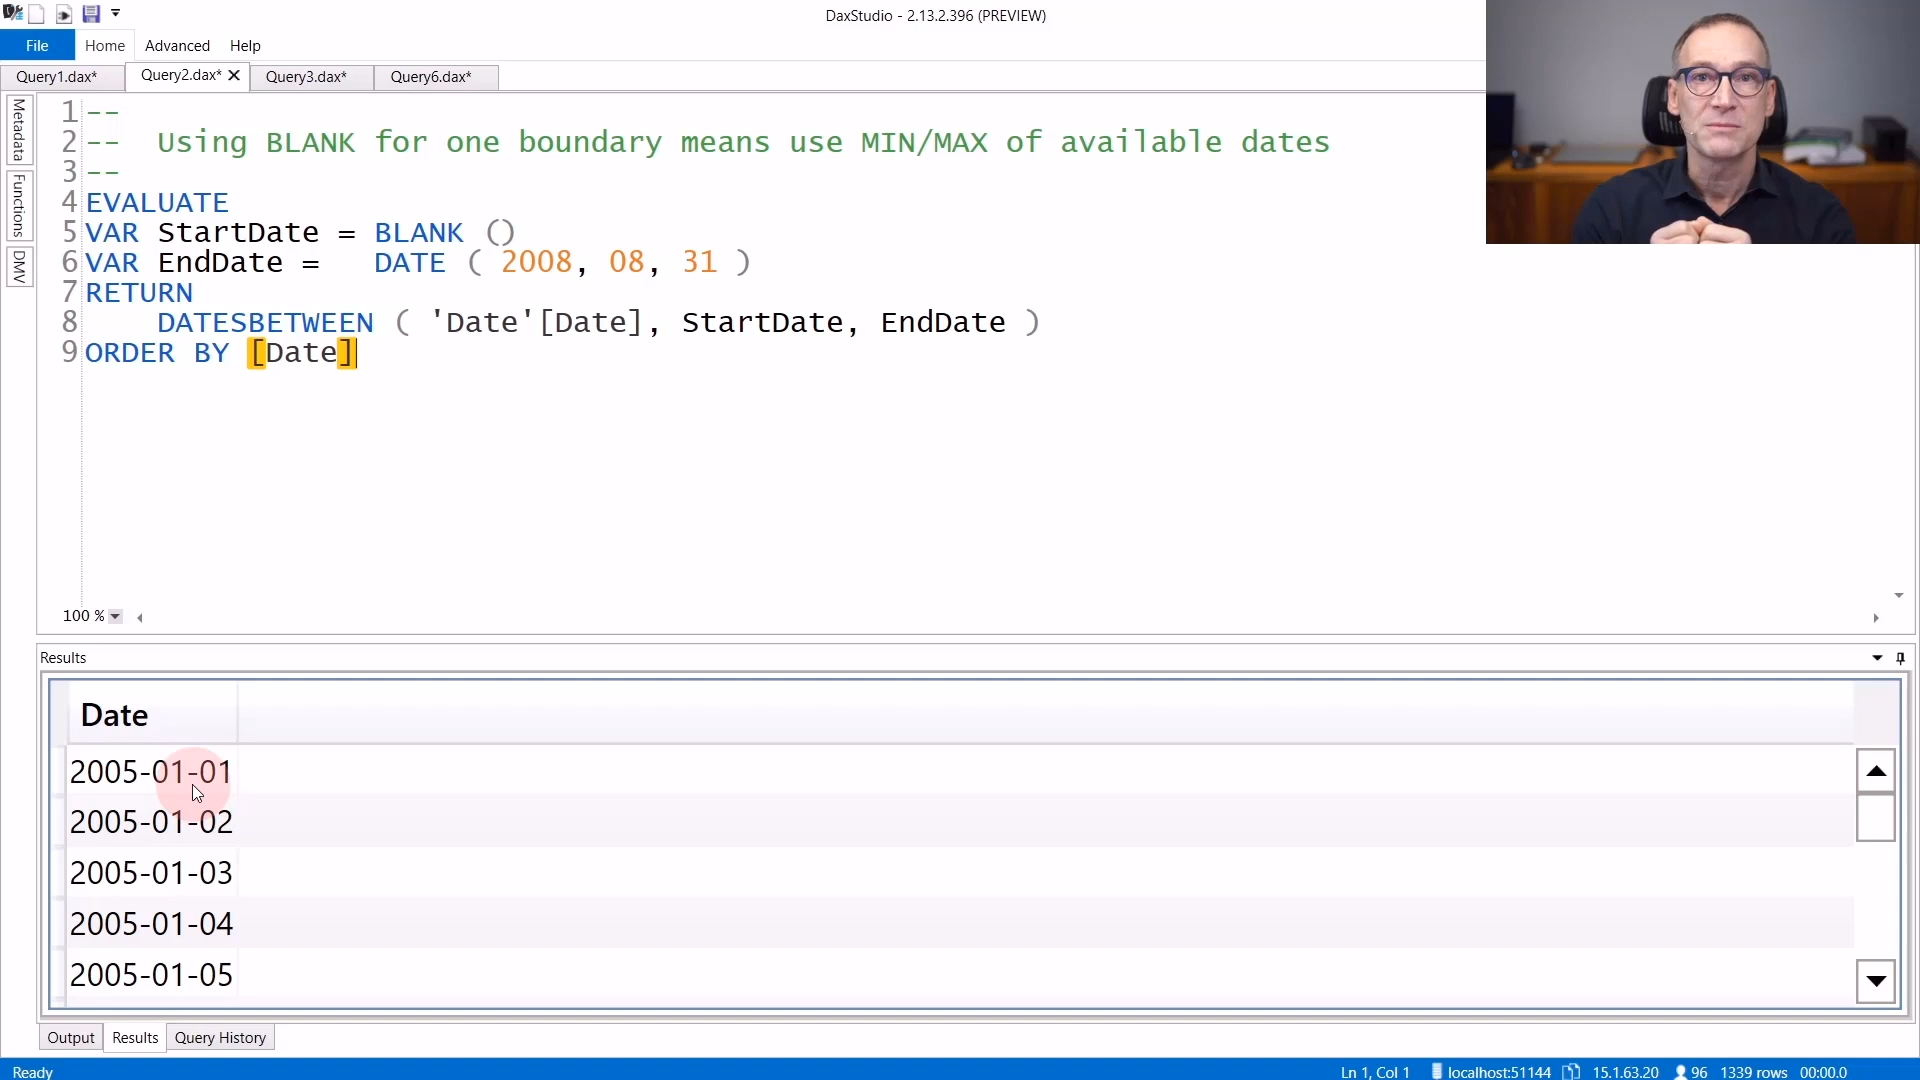 DaxStudio - 2.13.2.396 (PREVIEW)
File Home Advanced Help
Query1.dax* Query2.dax* Query3.dax* Query6.dax*
Metadata
Functions
DMV
1 --
2 --  Using BLANK for one boundary means use MIN/MAX of available dates
3 --
4 EVALUATE
5 VAR StartDate = BLANK ()
6 VAR EndDate =   DATE ( 2008, 08, 31 )
7 RETURN
8     DATESBETWEEN ( 'Date'[Date], StartDate, EndDate )
9 ORDER BY [Date]
100 %
Results
Date
2005-01-01
2005-01-02
2005-01-03
2005-01-04
2005-01-05
Output Results Query History
Ready Ln 1, Col 1 localhost:51144 15.1.63.20 96 1339 rows 00:00.0